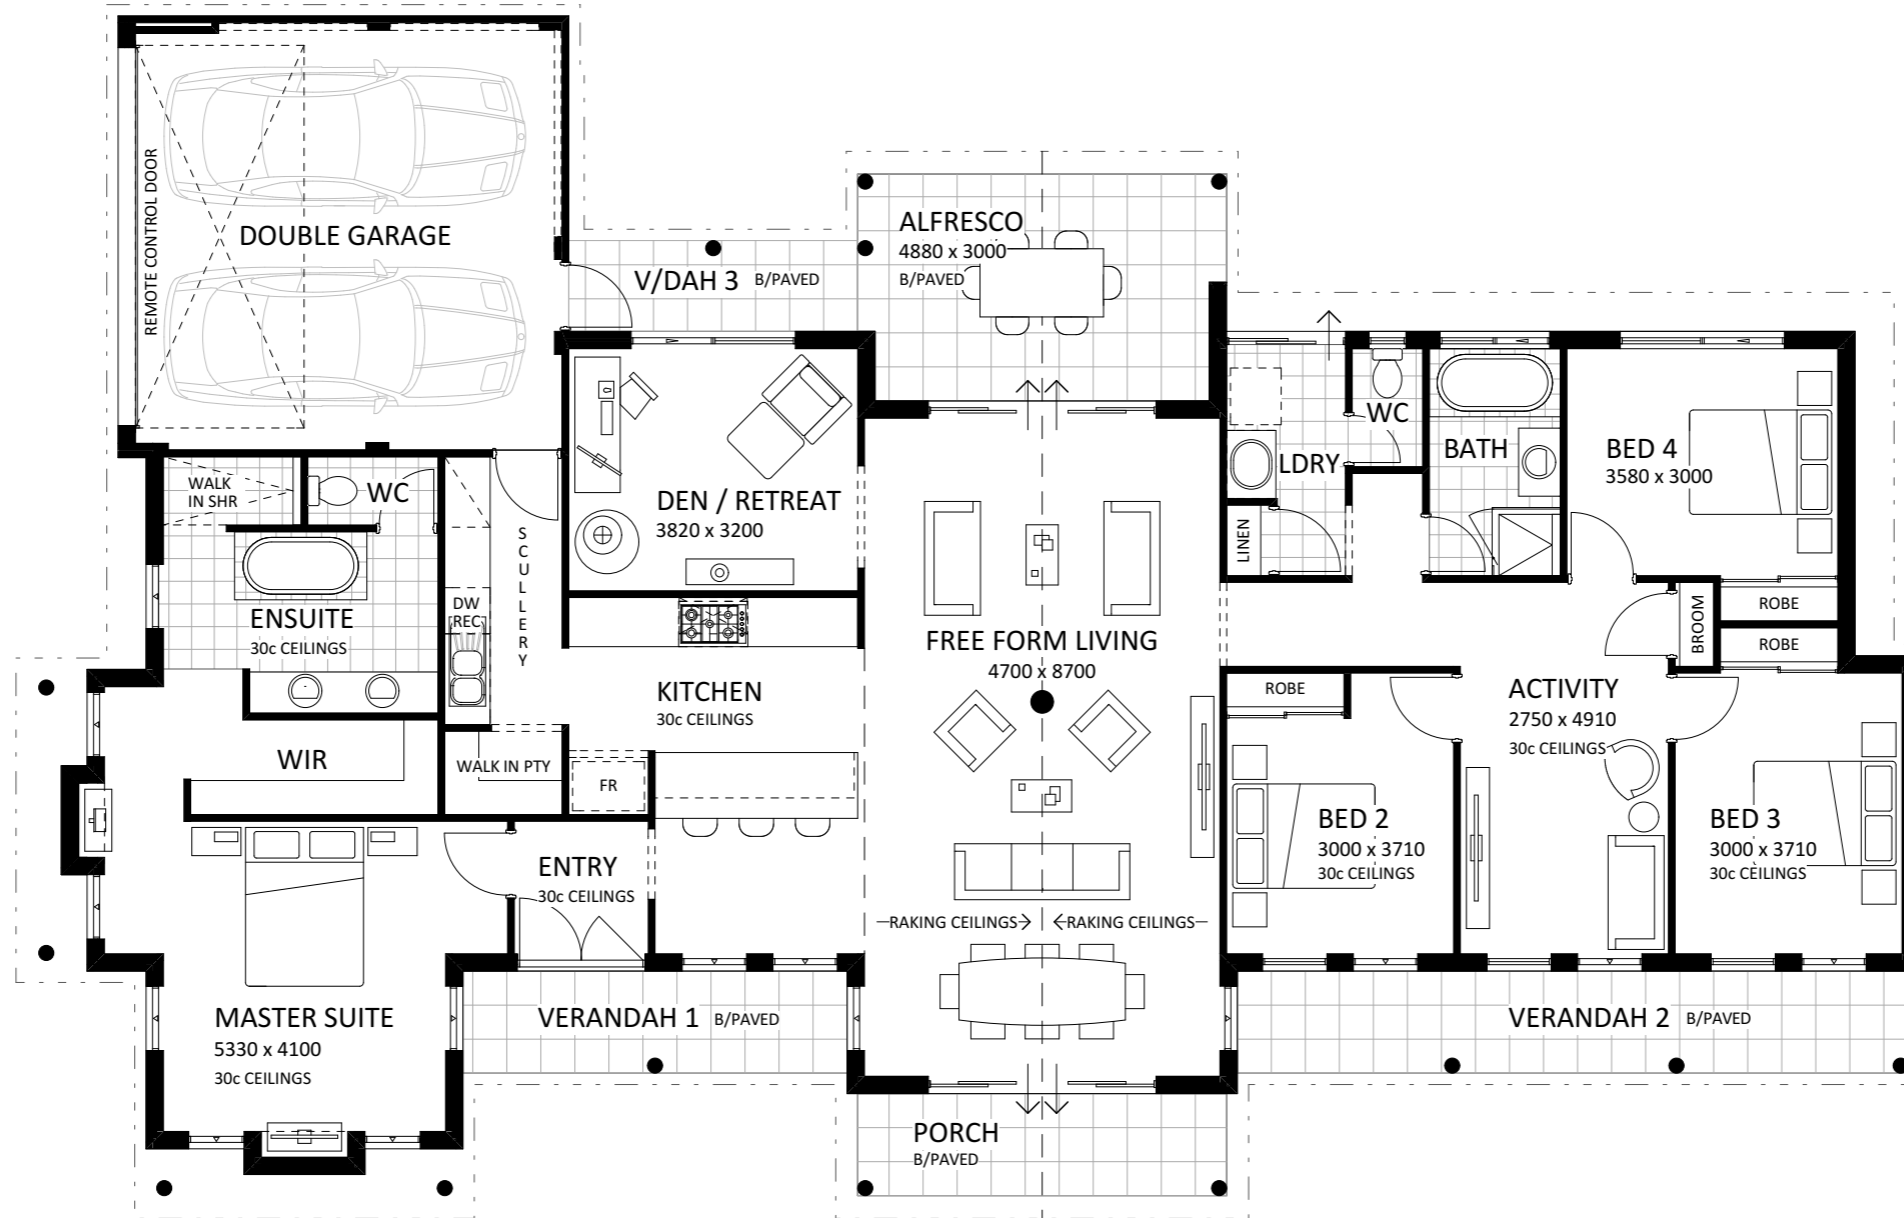 REMOTE CONTROL DOOR
DOUBLE GARAGE
V/DAH 3 B/PAVED
ALFRESCO
4880 x 3000
B/PAVED
WALK
IN SHR
WC
ENSUITE
30c CEILINGS
DW
REC
SCULLERY
DEN / RETREAT
3820 x 3200
LDRY
WC
LINEN
BATH
BED 4
3580 x 3000
BROOM
ROBE
ROBE
KITCHEN
30c CEILINGS
FREE FORM LIVING
4700 x 8700
ROBE
ACTIVITY
2750 x 4910
30c CEILINGS
WIR
WALK IN PTY
FR
ENTRY
30c CEILINGS
BED 2
3000 x 3710
30c CEILINGS
BED 3
3000 x 3710
30c CEILINGS
RAKING CEILINGS
RAKING CEILINGS
MASTER SUITE
5330 x 4100
30c CEILINGS
VERANDAH 1 B/PAVED
VERANDAH 2 B/PAVED
PORCH
B/PAVED